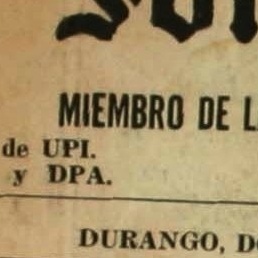 MIEMBRO DE
de UPI.
y DPA.
DURANGO,